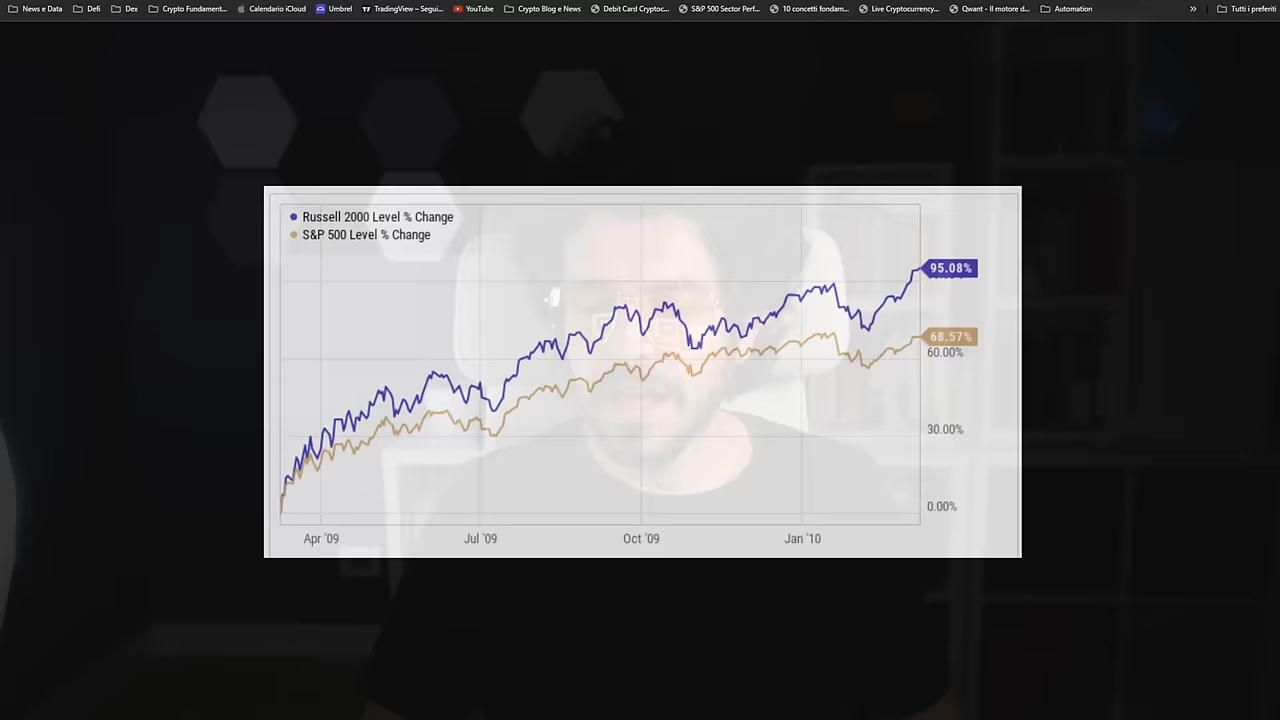 News e Data Defi Dex Crypto Fundament... Calendario iCloud Umbrel TradingView – Segui... YouTube Crypto Blog e News Debit Card Cryptoc... S&P 500 Sector Perf... 10 concetti fondam... Live Cryptocurrency... Qwant - Il motore d... Automation » Tutti i preferiti
Russell 2000 Level % Change
S&P 500 Level % Change
95.08%
68.57%
60.00%
30.00%
0.00%
Apr '09 Jul '09 Oct '09 Jan '10